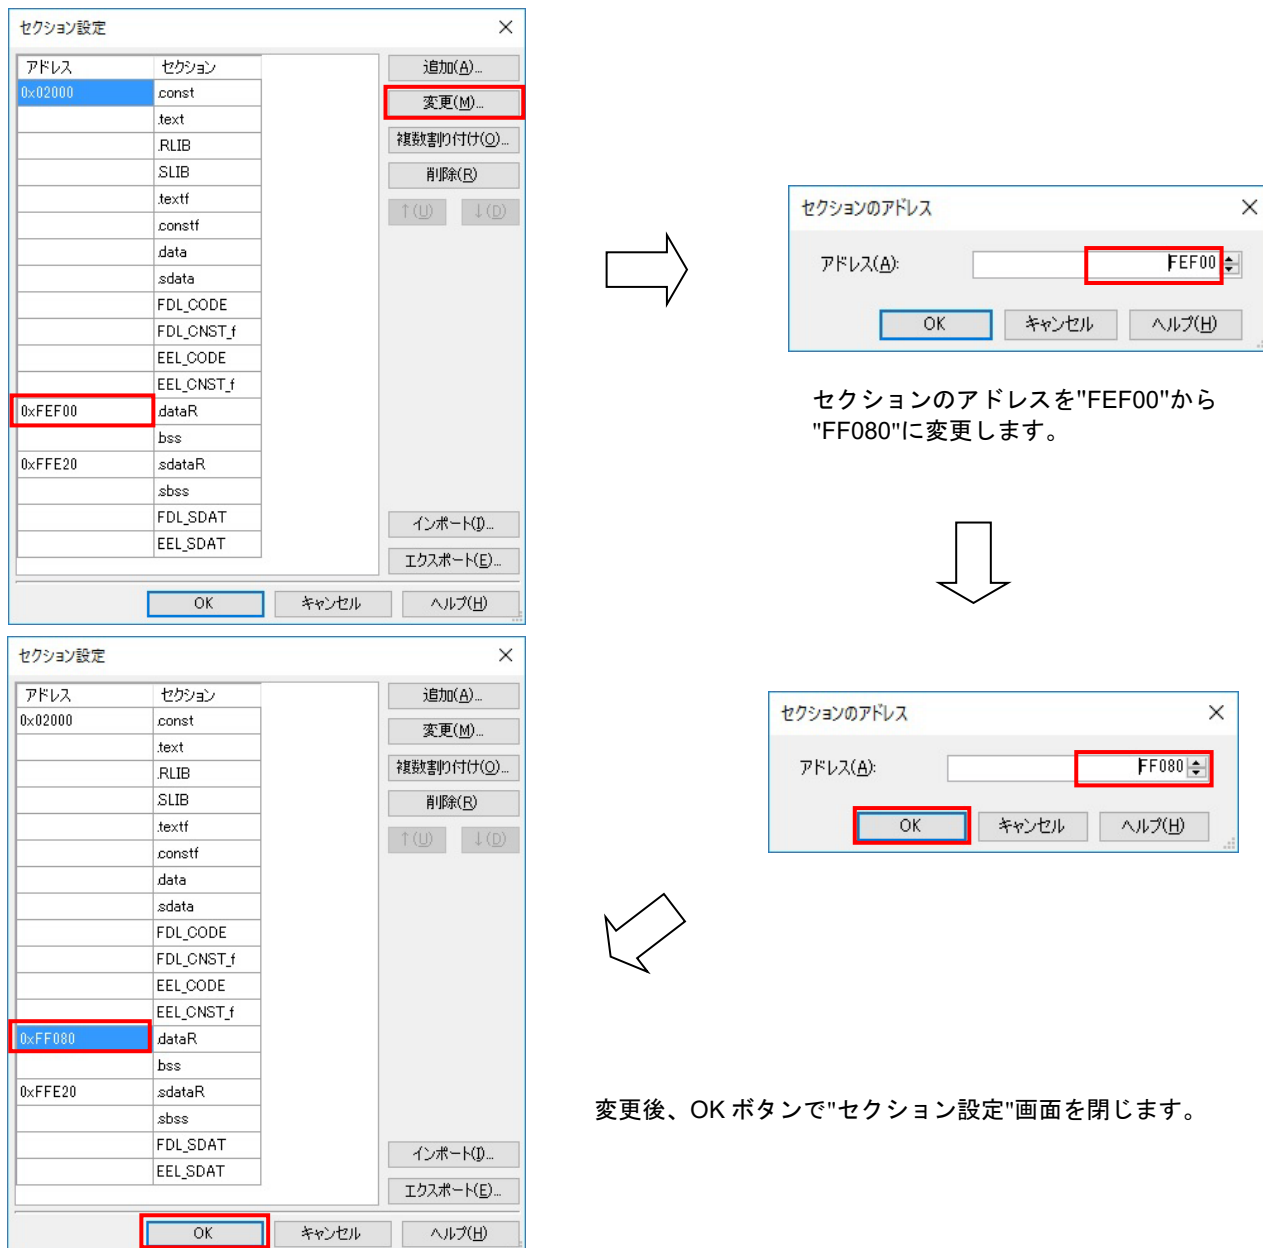 セクション設定
アドレス セクション
追加(A)...
0x02000 .const
変更(M)...
.text
.RLIB
複数割り付け(O)...
.SLIB
削除(R)
.textf
↑(U) ↓(D)
.constf
.data
.sdata
FDL_CODE
FDL_CNST_f
EEL_CODE
EEL_CNST_f
0xFEF00 .dataR
.bss
0xFFE20 .sdataR
.sbss
FDL_SDAT
インポート(I)...
EEL_SDAT
エクスポート(E)...
OK キャンセル ヘルプ(H)
セクションのアドレス
アドレス(A): FEF00
OK キャンセル ヘルプ(H)
セクションのアドレスを"FEF00"から
"FF080"に変更します。
セクションのアドレス
アドレス(A): FF080
OK キャンセル ヘルプ(H)
セクション設定
アドレス セクション
追加(A)...
0x02000 .const
変更(M)...
.text
.RLIB
複数割り付け(O)...
.SLIB
削除(R)
.textf
↑(U) ↓(D)
.constf
.data
.sdata
FDL_CODE
FDL_CNST_f
EEL_CODE
EEL_CNST_f
0xFF080 .dataR
.bss
0xFFE20 .sdataR
.sbss
FDL_SDAT
インポート(I)...
EEL_SDAT
エクスポート(E)...
OK キャンセル ヘルプ(H)
変更後、OK ボタンで"セクション設定"画面を閉じます。